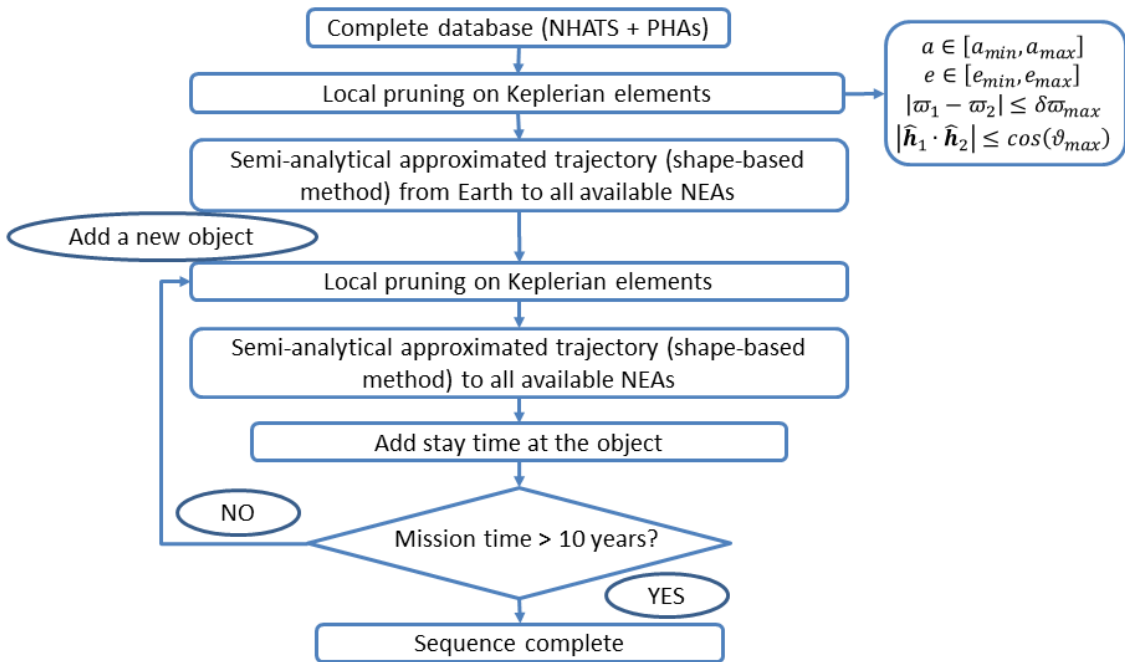 Complete database (NHATS + PHAs)
Local pruning on Keplerian elements
a ∈ [a_min, a_max]
e ∈ [e_min, e_max]
|ϖ₁ − ϖ₂| ≤ δϖ_max
|ĥ₁ · ĥ₂| ≤ cos(ϑ_max)
Semi-analytical approximated trajectory (shape-based
method) from Earth to all available NEAs
Add a new object
Local pruning on Keplerian elements
Semi-analytical approximated trajectory (shape-based
method) to all available NEAs
Add stay time at the object
NO
Mission time > 10 years?
YES
Sequence complete